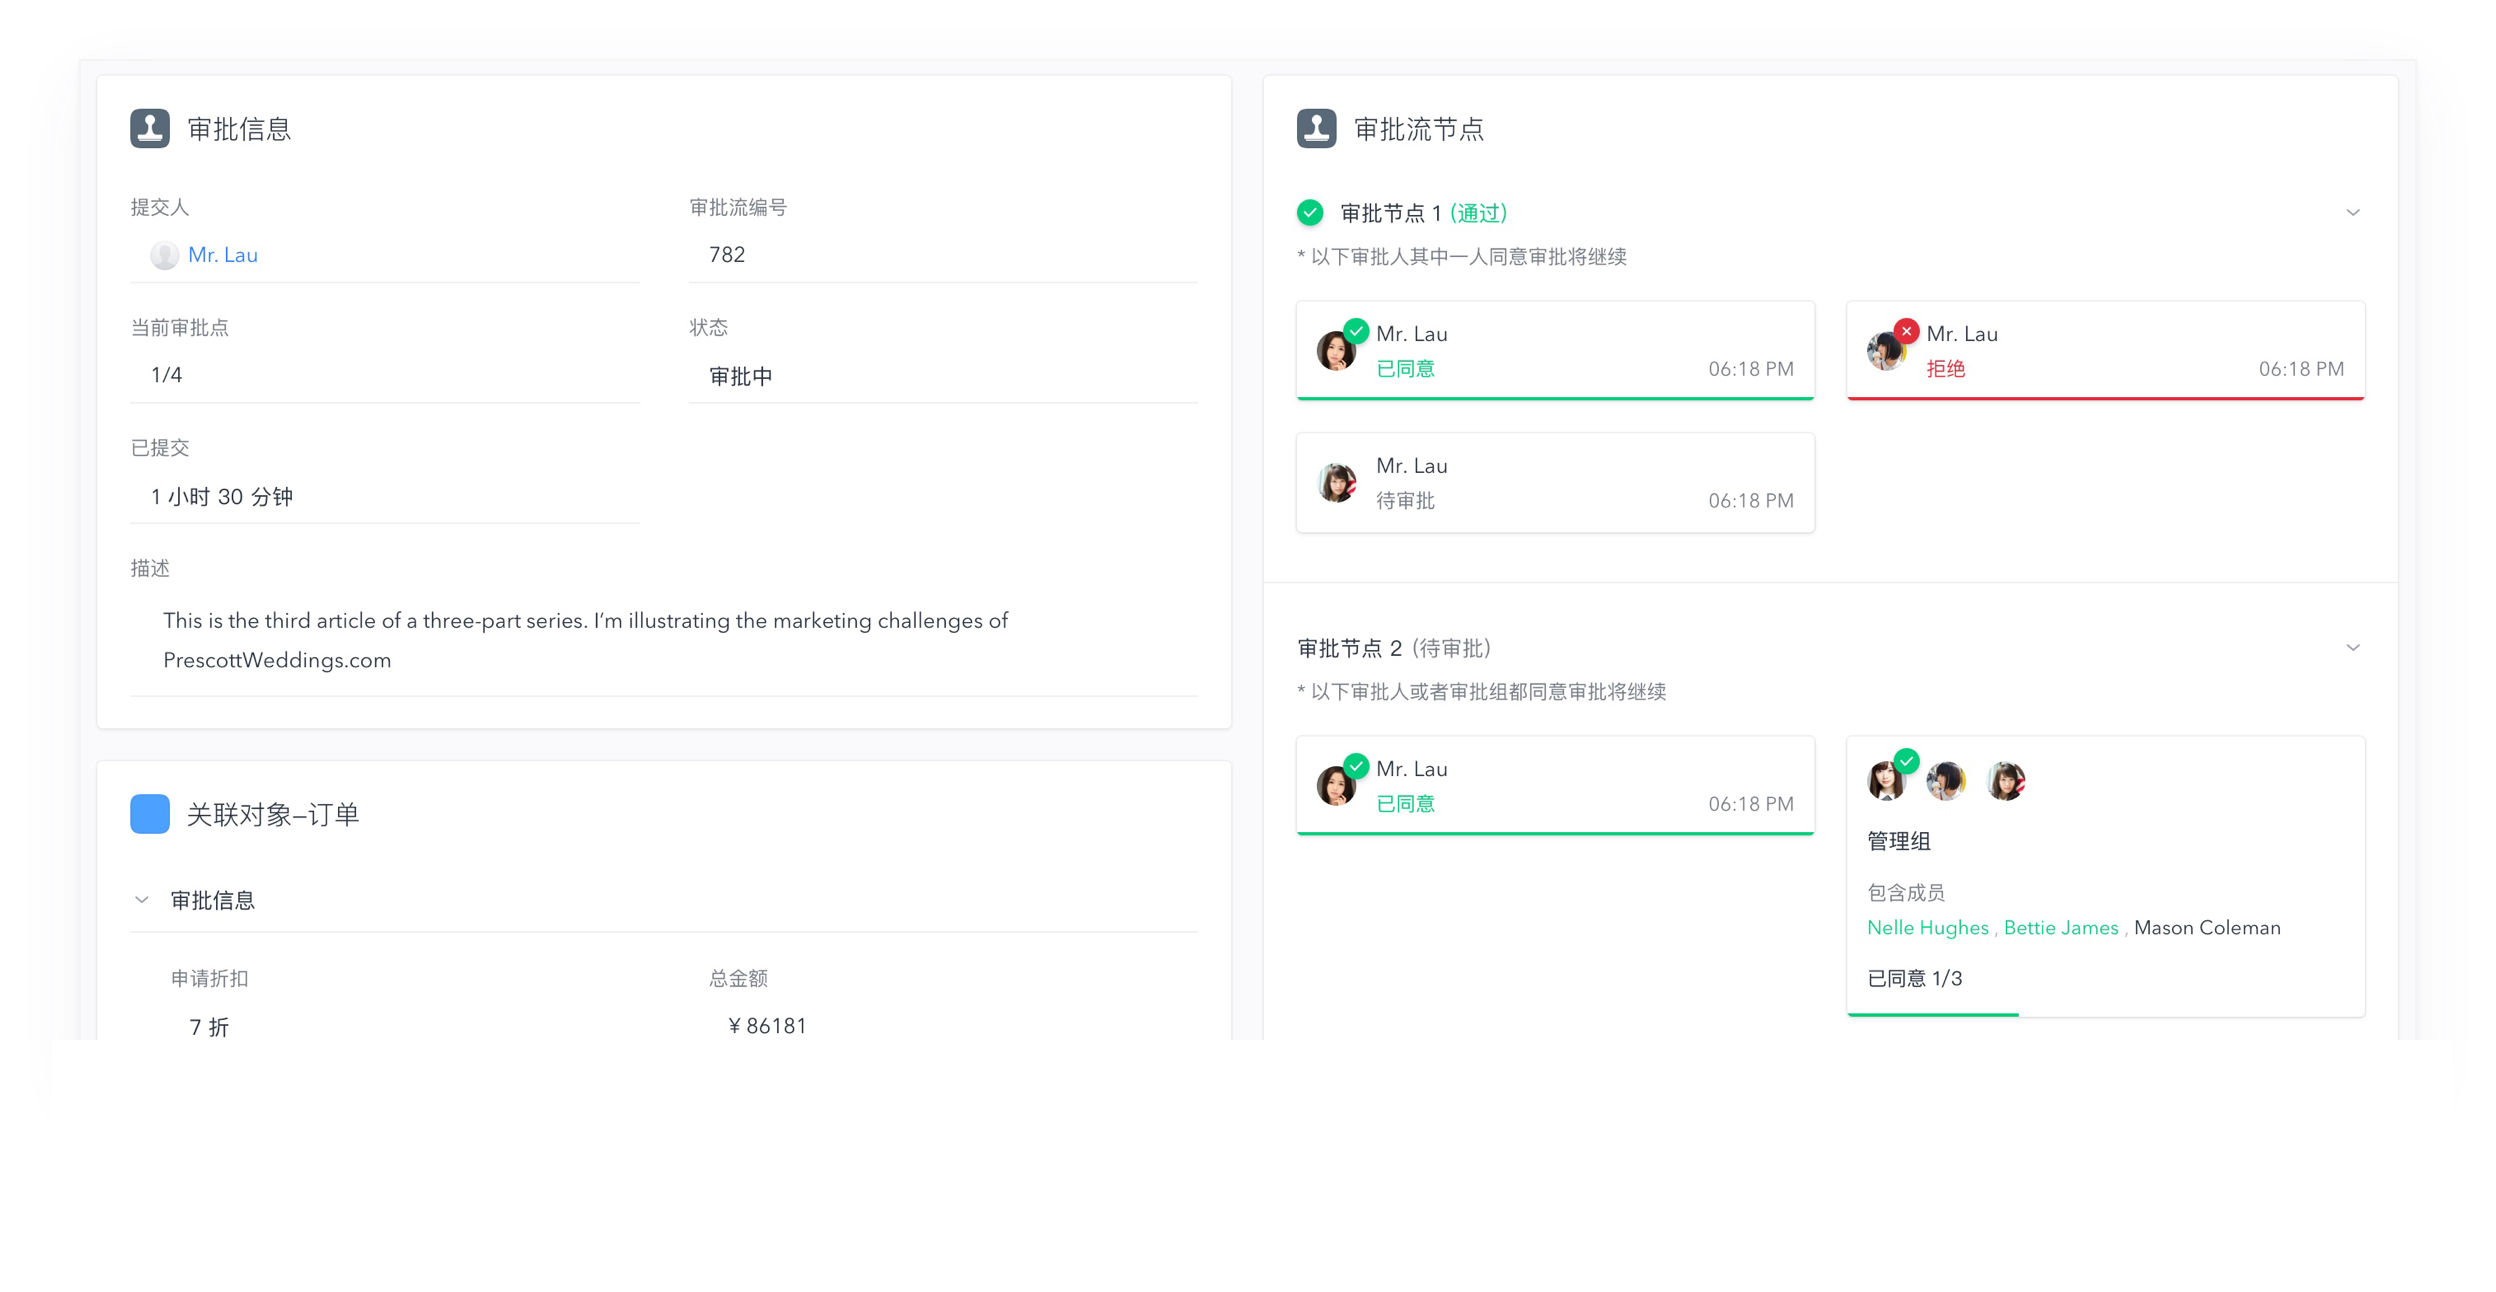 审批信息
提交人
审批流编号
Mr. Lau
782
当前审批点
状态
1/4
审批中
已提交
1 小时 30 分钟
描述
This is the third article of a three-part series. I’m illustrating the marketing challenges of
PrescottWeddings.com
关联对象–订单
审批信息
申请折扣
总金额
7 折
¥ 86181
审批流节点
审批节点 1 (通过)
* 以下审批人其中一人同意审批将继续
Mr. Lau
已同意
06:18 PM
Mr. Lau
拒绝
06:18 PM
Mr. Lau
待审批
06:18 PM
审批节点 2 (待审批)
* 以下审批人或者审批组都同意审批将继续
Mr. Lau
已同意
06:18 PM
管理组
包含成员
Nelle Hughes , Bettie James , Mason Coleman
已同意 1/3